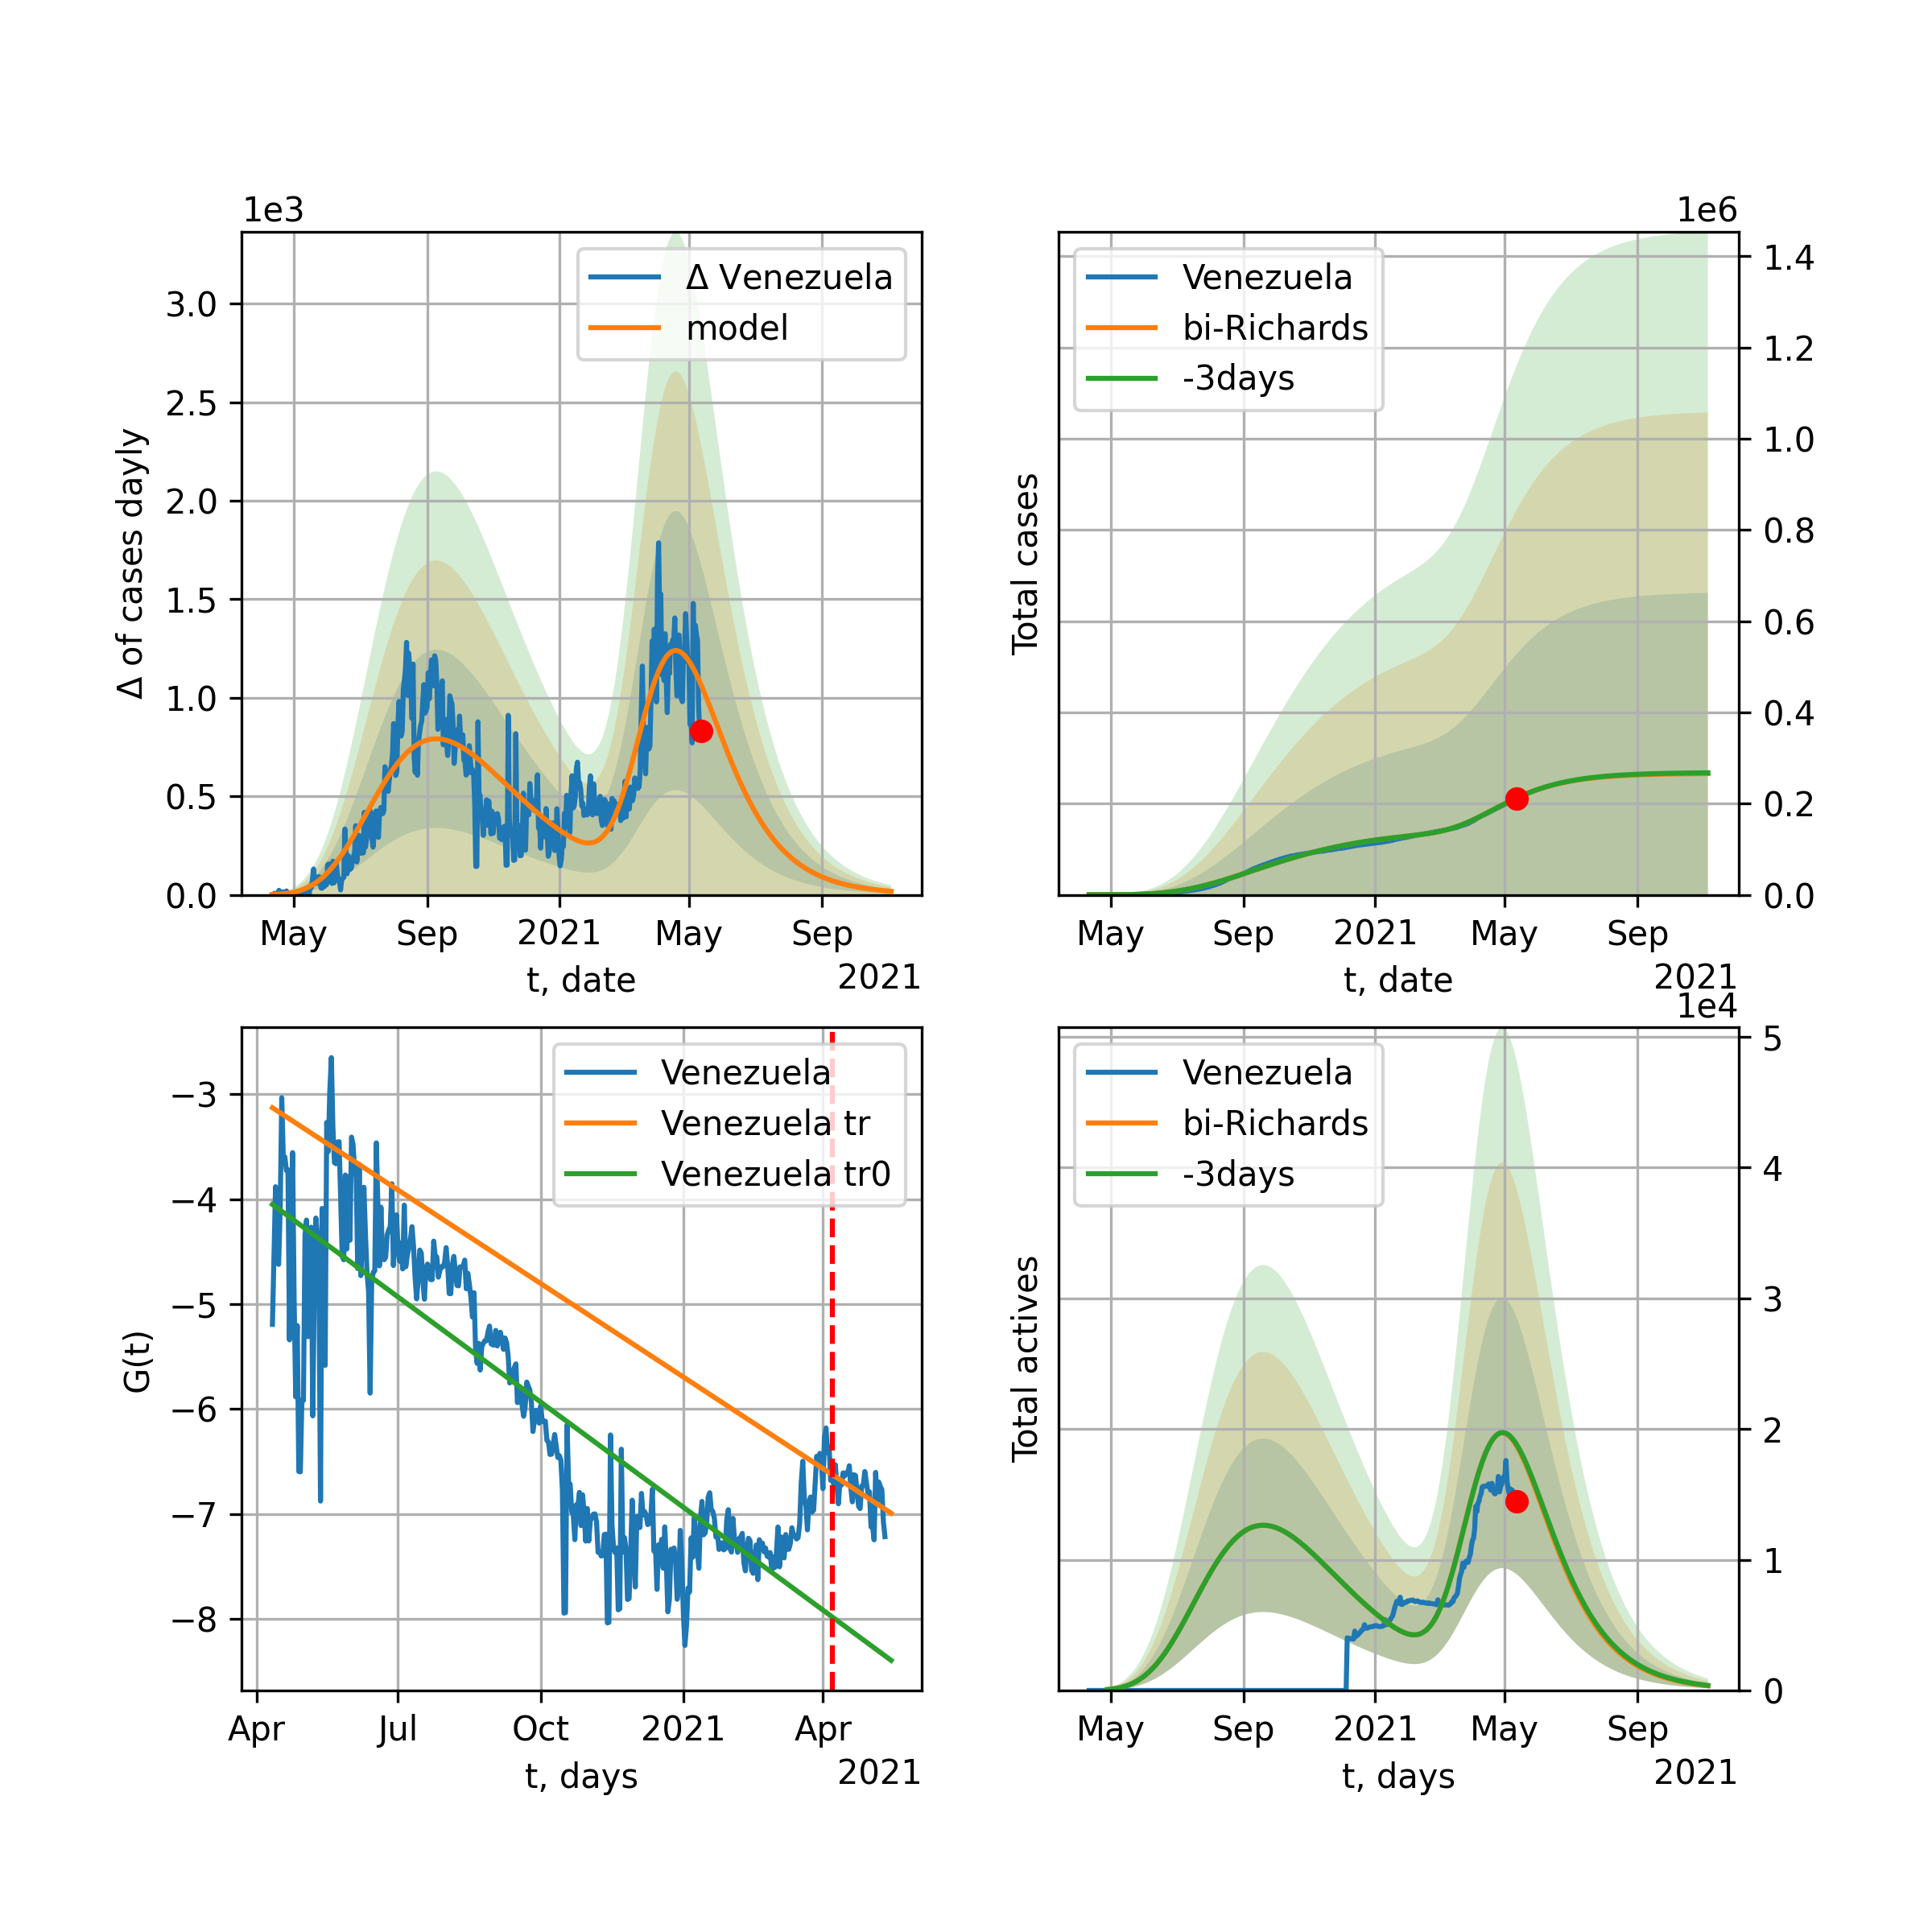 1e3
Δ of cases dayly
3.0
2.5
2.0
1.5
1.0
0.5
0.0
Δ Venezuela
model
May Sep 2021 May Sep
t, date
2021
1e6
Total cases
Venezuela
bi-Richards
-3days
1.4
1.2
1.0
0.8
0.6
0.4
0.2
0.0
May Sep 2021 May Sep
t, date
2021
G(t)
−3
−4
−5
−6
−7
−8
Venezuela
Venezuela tr
Venezuela tr0
Apr Jul Oct 2021 Apr
t, days
2021
1e4
Total actives
Venezuela
bi-Richards
-3days
5
4
3
2
1
0
May Sep 2021 May Sep
t, days
2021